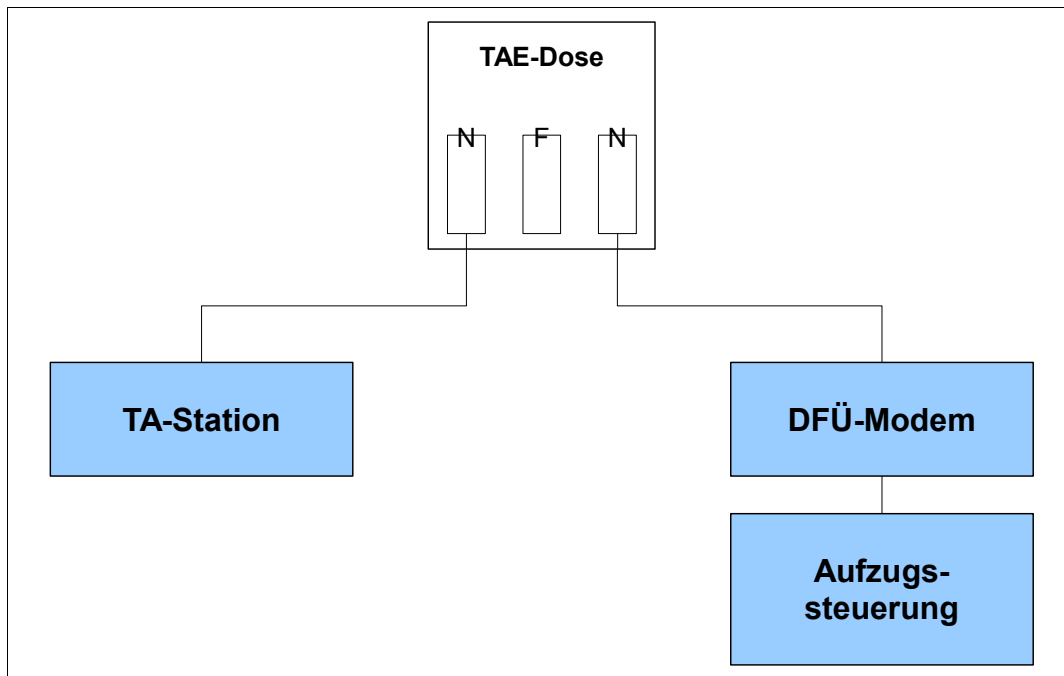 TAE-Dose
N F N
TA-Station
DFÜ-Modem
Aufzugs-
steuerung